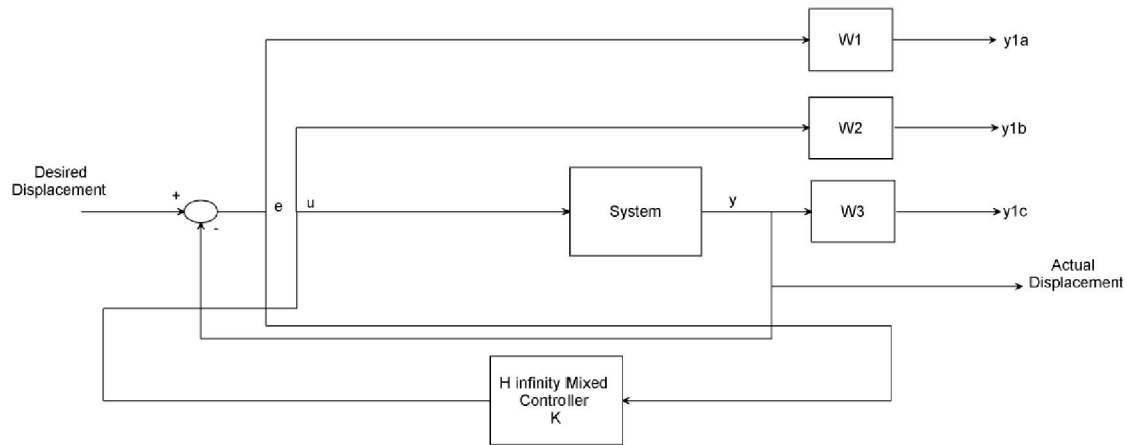 W1
y1a
W2
y1b
Desired
Displacement
+
-
e
u
System
y
W3
y1c
Actual
Displacement
H infinity Mixed
Controller
K